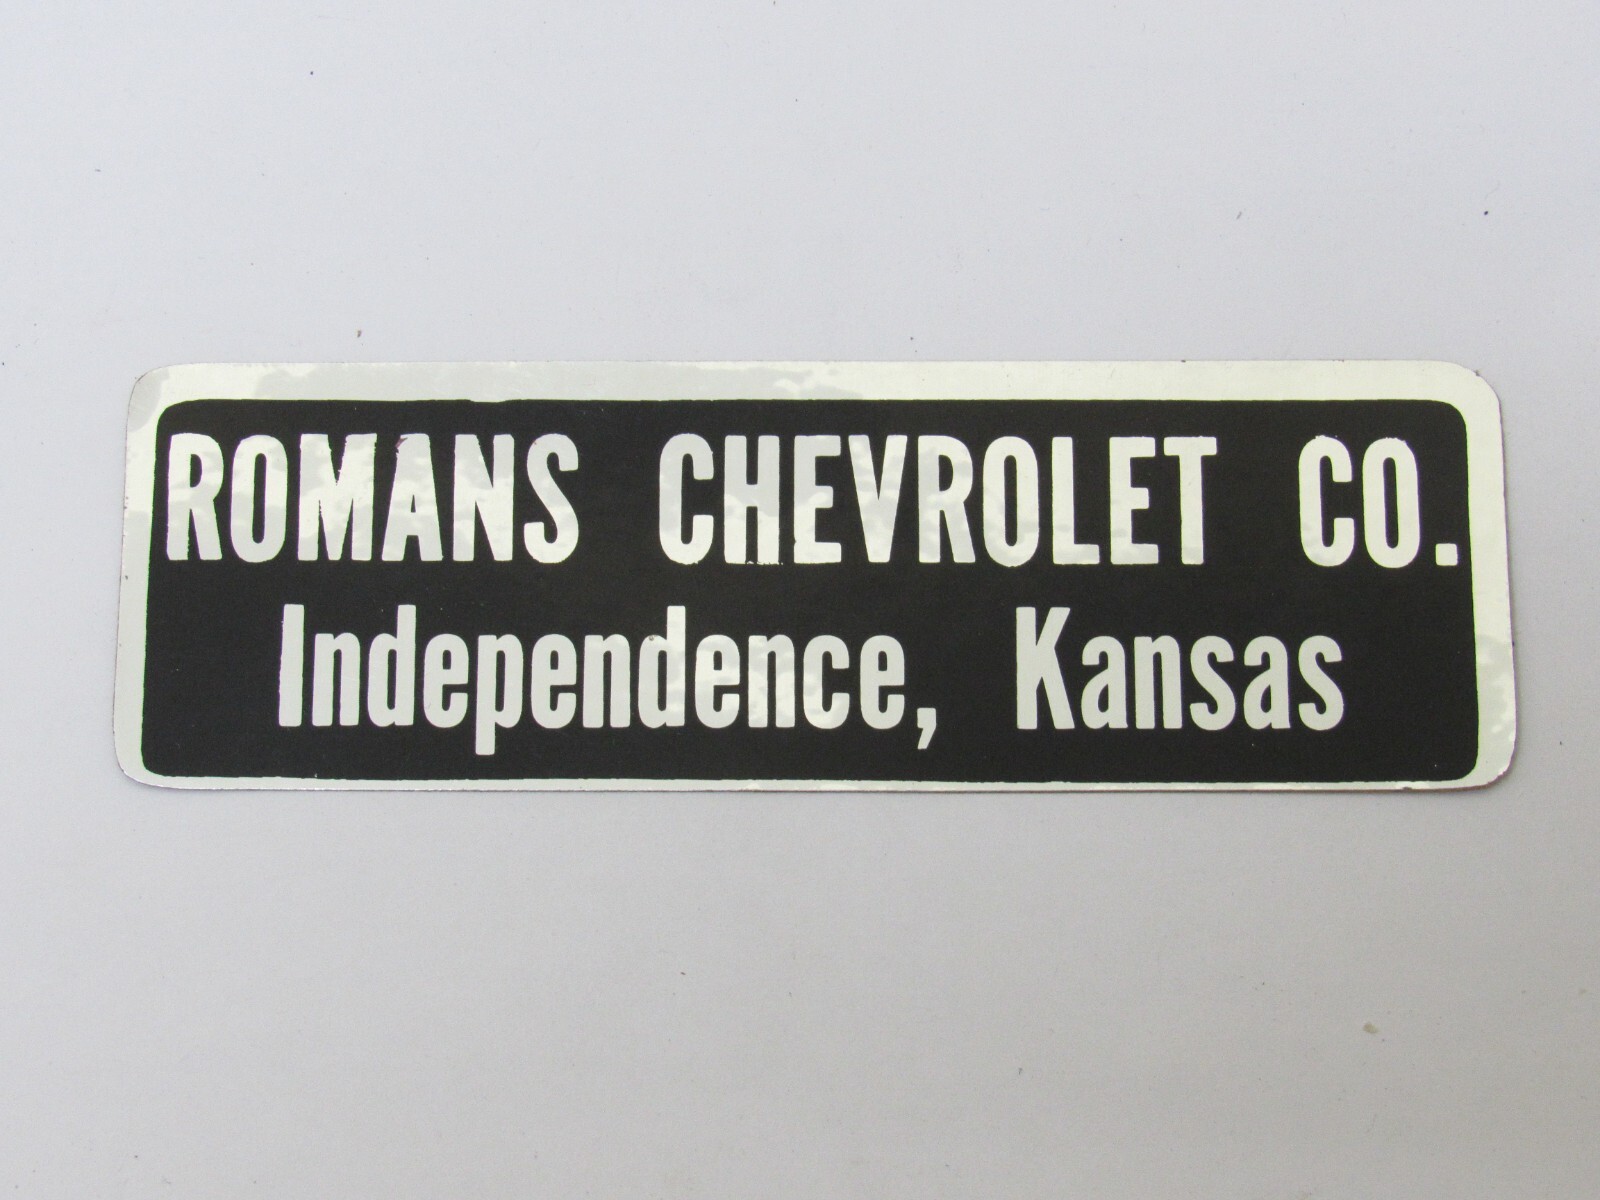 ROMANS CHEVROLET CO.
Independence, Kansas